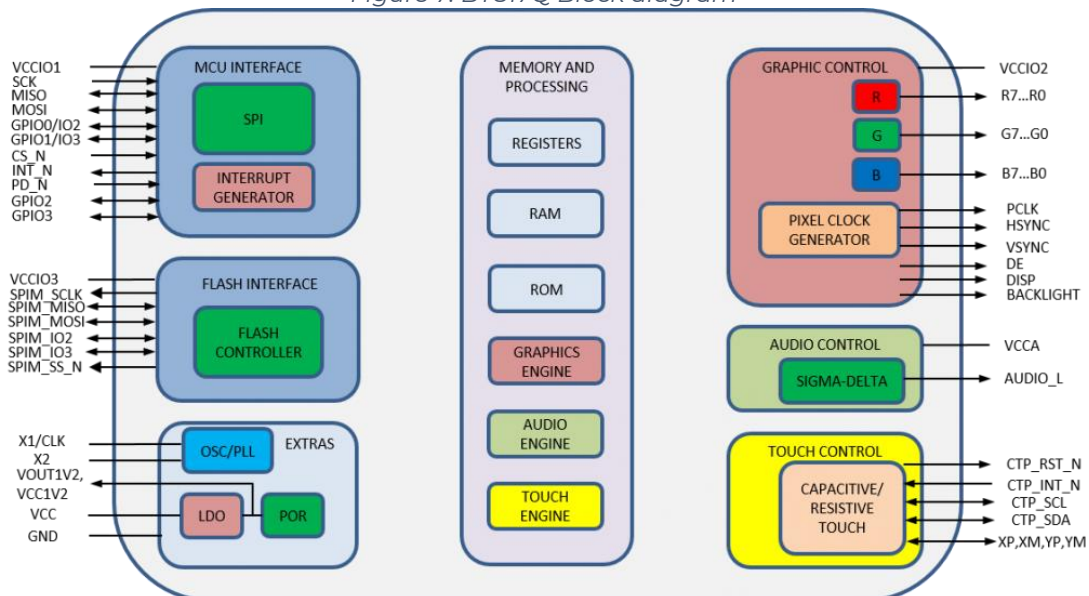 MCU INTERFACE
VCCIO1
SCK
MISO
MOSI
GPIO0/IO2
GPIO1/IO3
CS_N
INT_N
PD_N
GPIO2
GPIO3
SPI
INTERRUPT
GENERATOR
FLASH INTERFACE
VCCIO3
SPIM_SCLK
SPIM_MISO
SPIM_MOSI
SPIM_IO2
SPIM_IO3
SPIM_SS_N
FLASH
CONTROLLER
EXTRAS
X1/CLK
X2
VOUT1V2,
VCC1V2
VCC
GND
OSC/PLL
LDO
POR
MEMORY AND
PROCESSING
REGISTERS
RAM
ROM
GRAPHICS
ENGINE
AUDIO
ENGINE
TOUCH
ENGINE
GRAPHIC CONTROL
R
G
B
PIXEL CLOCK
GENERATOR
VCCIO2
R7...R0
G7...G0
B7...B0
PCLK
HSYNC
VSYNC
DE
DISP
BACKLIGHT
AUDIO CONTROL
SIGMA-DELTA
VCCA
AUDIO_L
TOUCH CONTROL
CAPACITIVE/
RESISTIVE
TOUCH
CTP_RST_N
CTP_INT_N
CTP_SCL
CTP_SDA
XP,XM,YP,YM